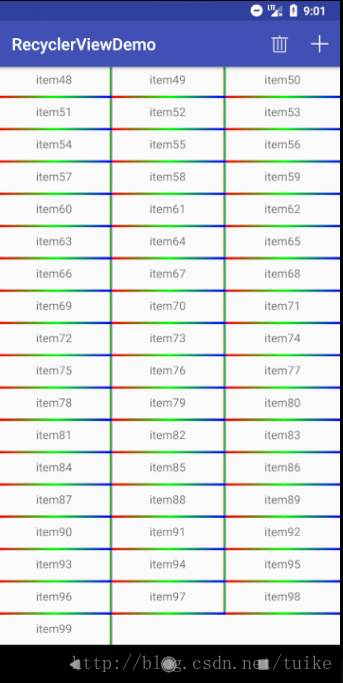 LTE 9:01
RecyclerViewDemo
item48 item49 item50
item51 item52 item53
item54 item55 item56
item57 item58 item59
item60 item61 item62
item63 item64 item65
item66 item67 item68
item69 item70 item71
item72 item73 item74
item75 item76 item77
item78 item79 item80
item81 item82 item83
item84 item85 item86
item87 item88 item89
item90 item91 item92
item93 item94 item95
item96 item97 item98
item99
http://blog.csdn.net/tuike